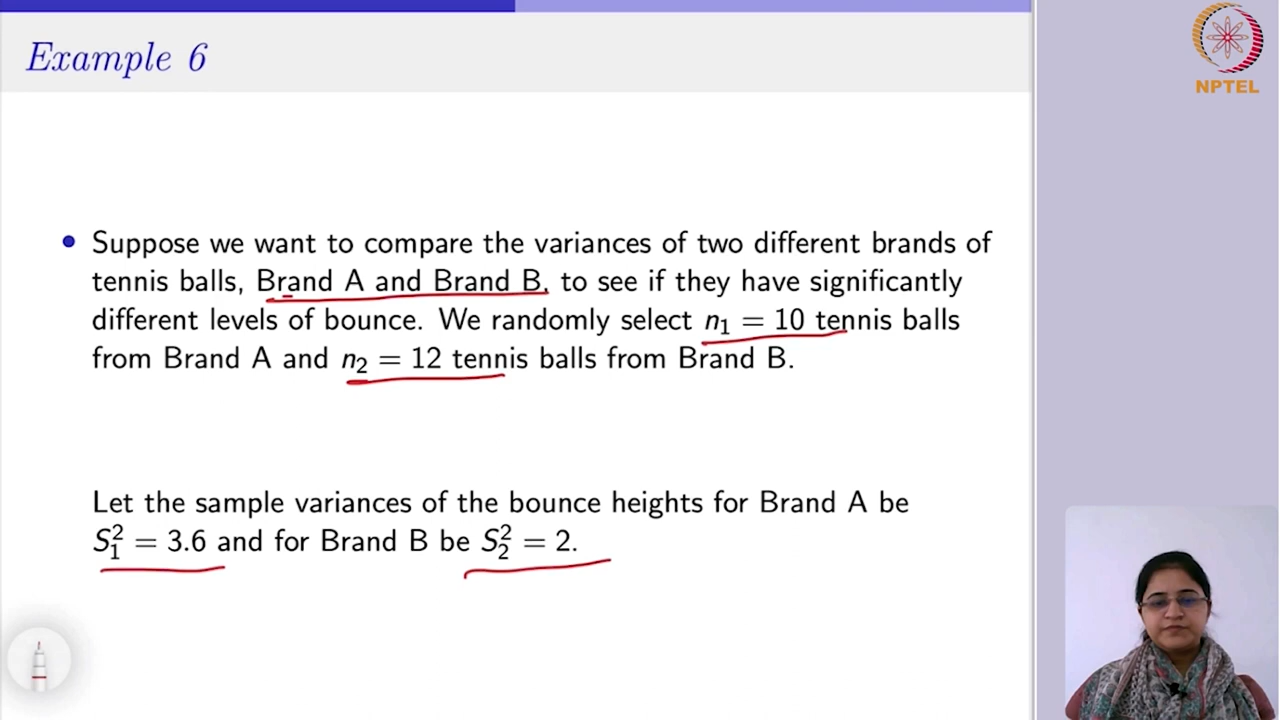 Example 6
NPTEL
• Suppose we want to compare the variances of two different brands of
tennis balls, Brand A and Brand B, to see if they have significantly
different levels of bounce. We randomly select n₁ = 10 tennis balls
from Brand A and n₂ = 12 tennis balls from Brand B.
Let the sample variances of the bounce heights for Brand A be
S₁² = 3.6 and for Brand B be S₂² = 2.